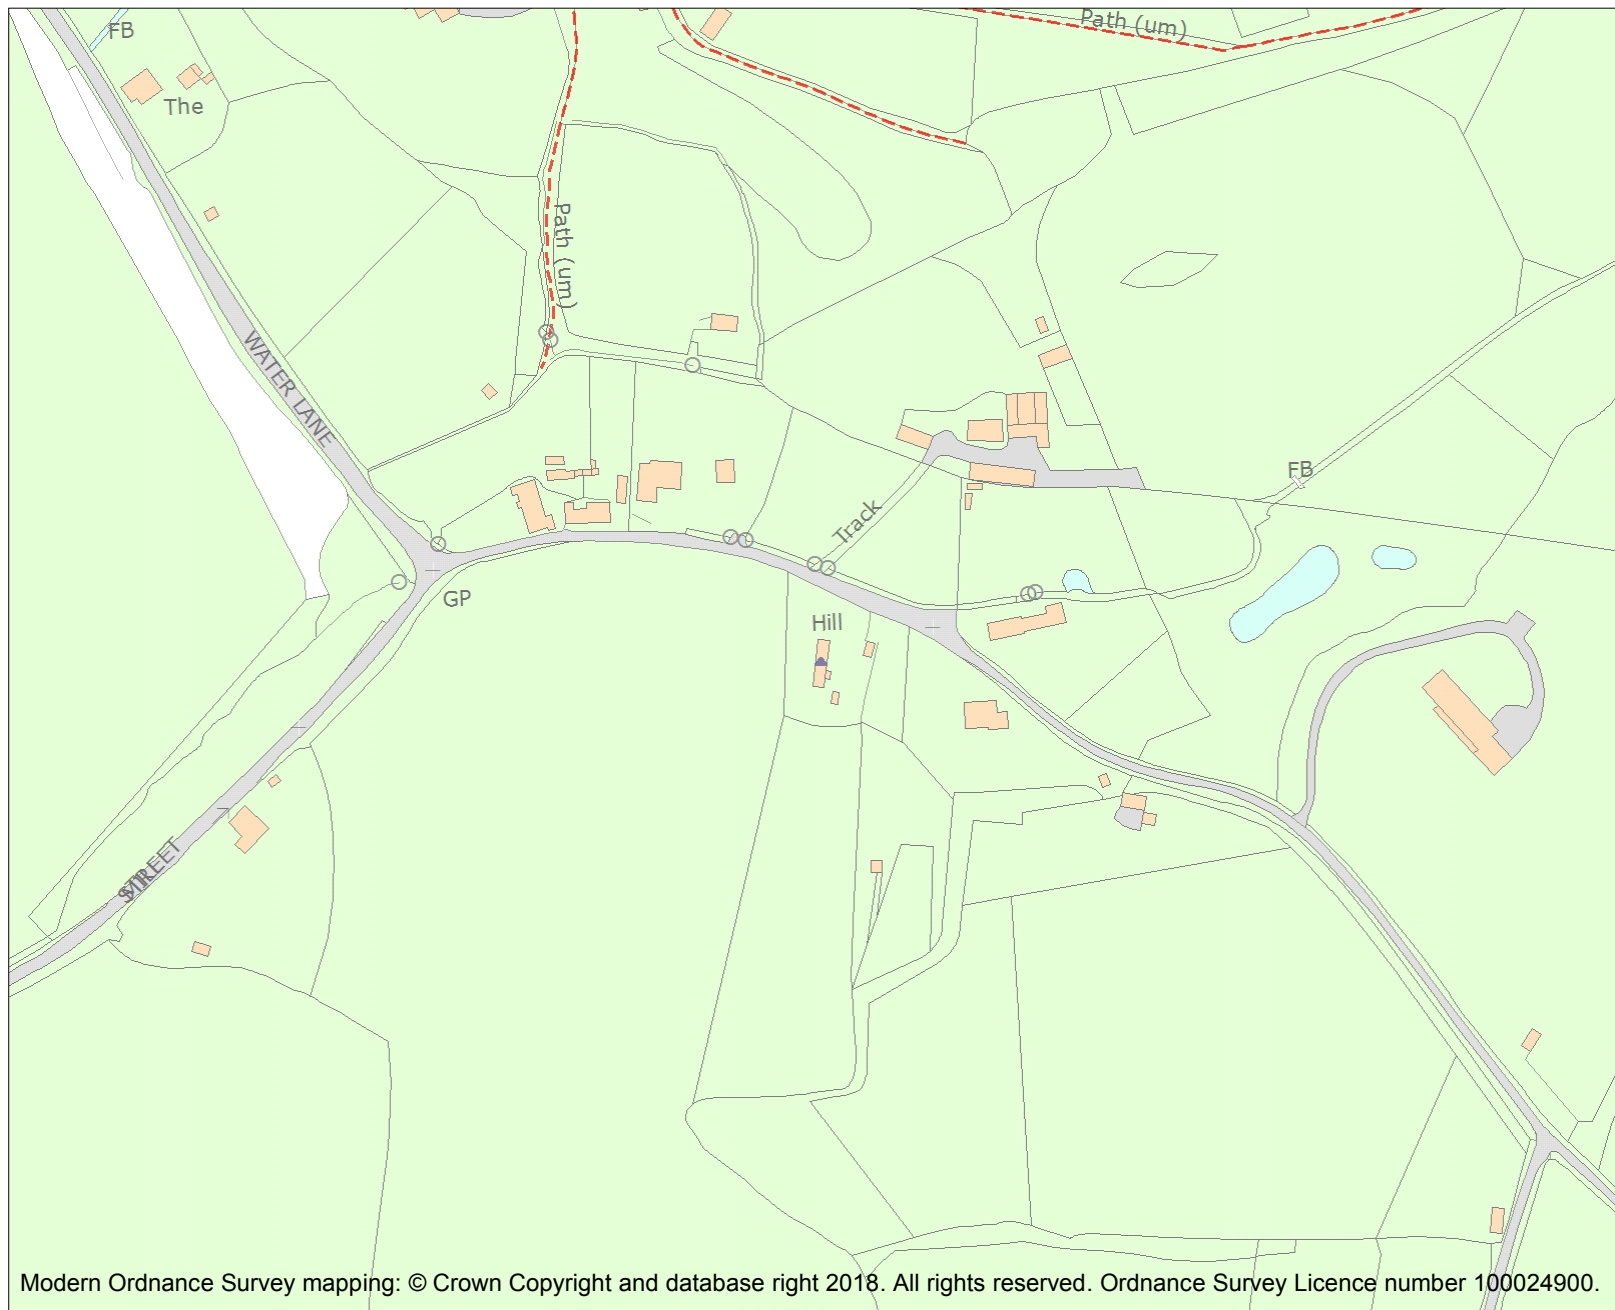 Path (um)
FB
The
Path (um)
WATER LANE
FB
Track
GP
Hill
STREET
Modern Ordnance Survey mapping: © Crown Copyright and database right 2018. All rights reserved. Ordnance Survey Licence number 100024900.